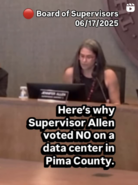 Board of Supervisors
06/17/2025
Here's why
Supervisor Allen
voted NO on a
data center in
Pima County.